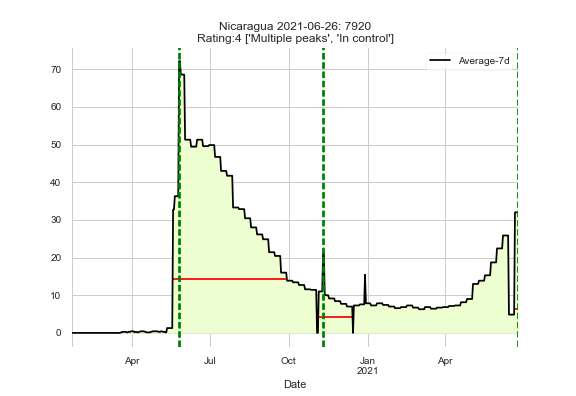 Nicaragua 2021-06-26: 7920
Rating:4 ['Multiple peaks', 'In control']
Average-7d
70
60
50
40
30
20
10
0
Apr
Jul
Oct
Jan
2021
Apr
Date